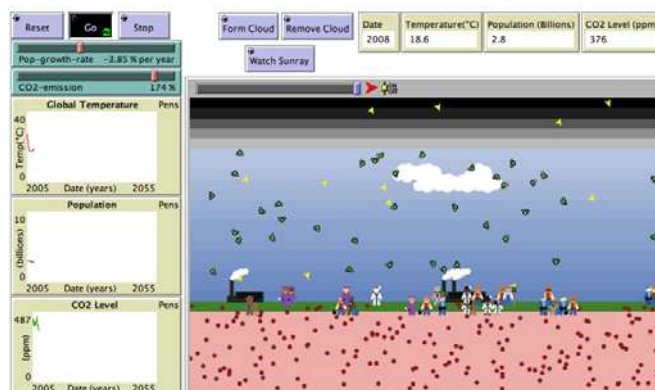 Reset
Go
Stop
Form Cloud
Remove Cloud
Watch Sunray
Date
2008
Temperature(°C)
18.6
Population (Billions)
2.8
CO2 Level (ppm)
376
Pop-growth-rate -3.85 % per year
CO2-emission 174 %
Global Temperature Pens
40
Temp(°C)
0
2005 Date (years) 2055
Population Pens
10
(billions)
0
2005 Date (years) 2055
CO2 Level Pens
487
(ppm)
0
2005 Date (years) 2055